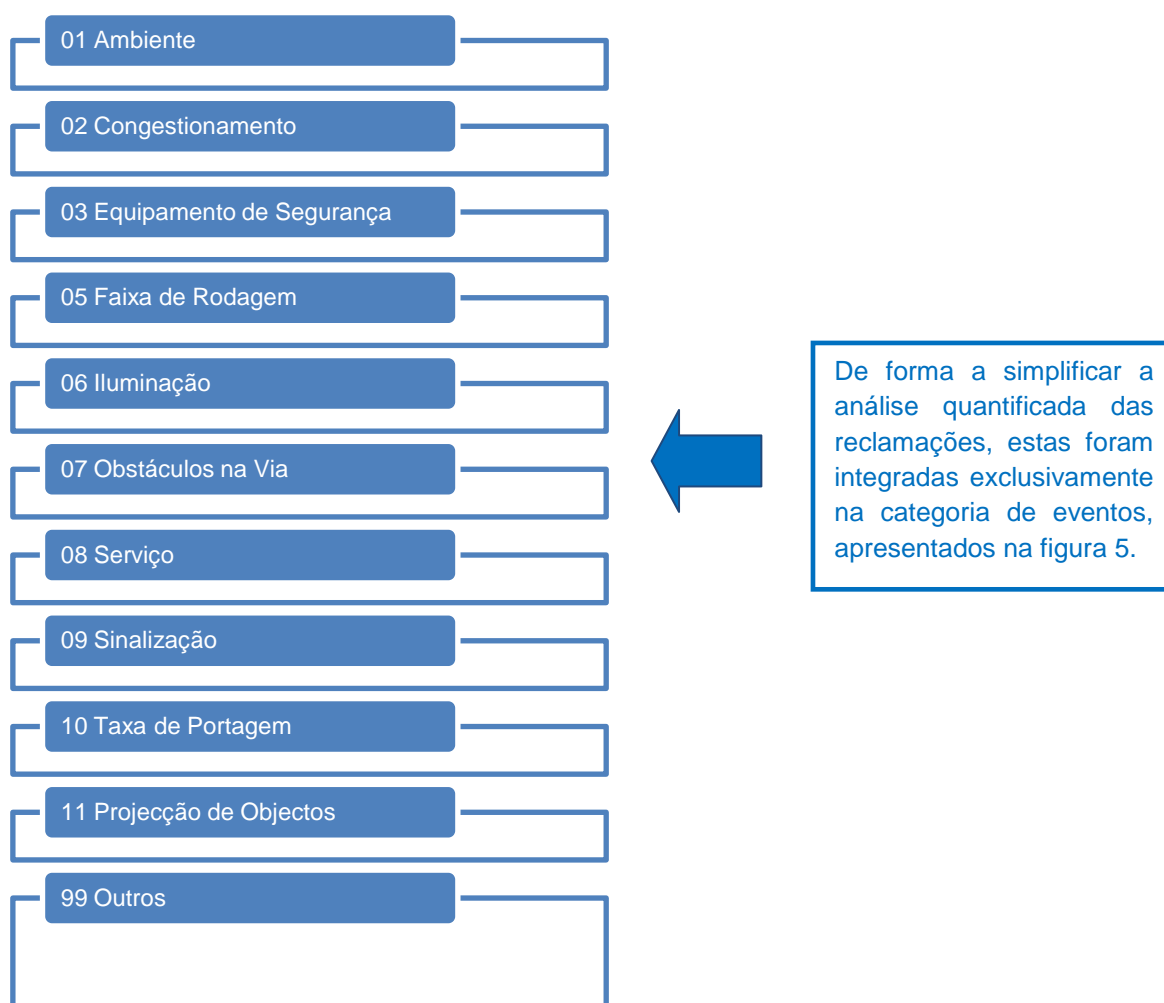 01 Ambiente
02 Congestionamento
03 Equipamento de Segurança
05 Faixa de Rodagem
06 Iluminação
07 Obstáculos na Via
08 Serviço
09 Sinalização
10 Taxa de Portagem
11 Projecção de Objectos
99 Outros
De forma a simplificar a
análise quantificada das
reclamações, estas foram
integradas exclusivamente
na categoria de eventos,
apresentados na figura 5.